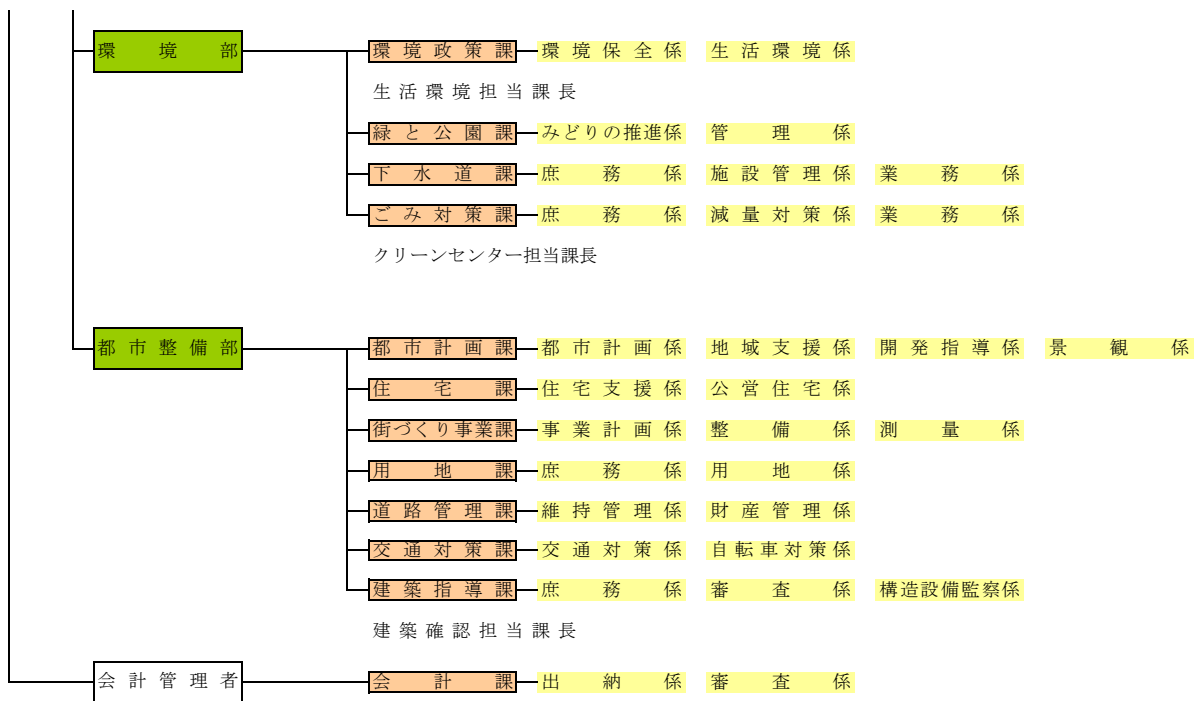 環境部 環境政策課 環境保全係 生活環境係
生活環境担当課長
緑と公園課 みどりの推進係 管理係
下水道課 庶務係 施設管理係 業務係
ごみ対策課 庶務係 減量対策係 業務係
クリーンセンター担当課長
都市整備部 都市計画課 都市計画係 地域支援係 開発指導係 景観係
住宅課 住宅支援係 公営住宅係
街づくり事業課 事業計画係 整備係 測量係
用地課 庶務係 用地係
道路管理課 維持管理係 財産管理係
交通対策課 交通対策係 自転車対策係
建築指導課 庶務係 審査係 構造設備監察係
建築確認担当課長
会計管理者 会計課 出納係 審査係